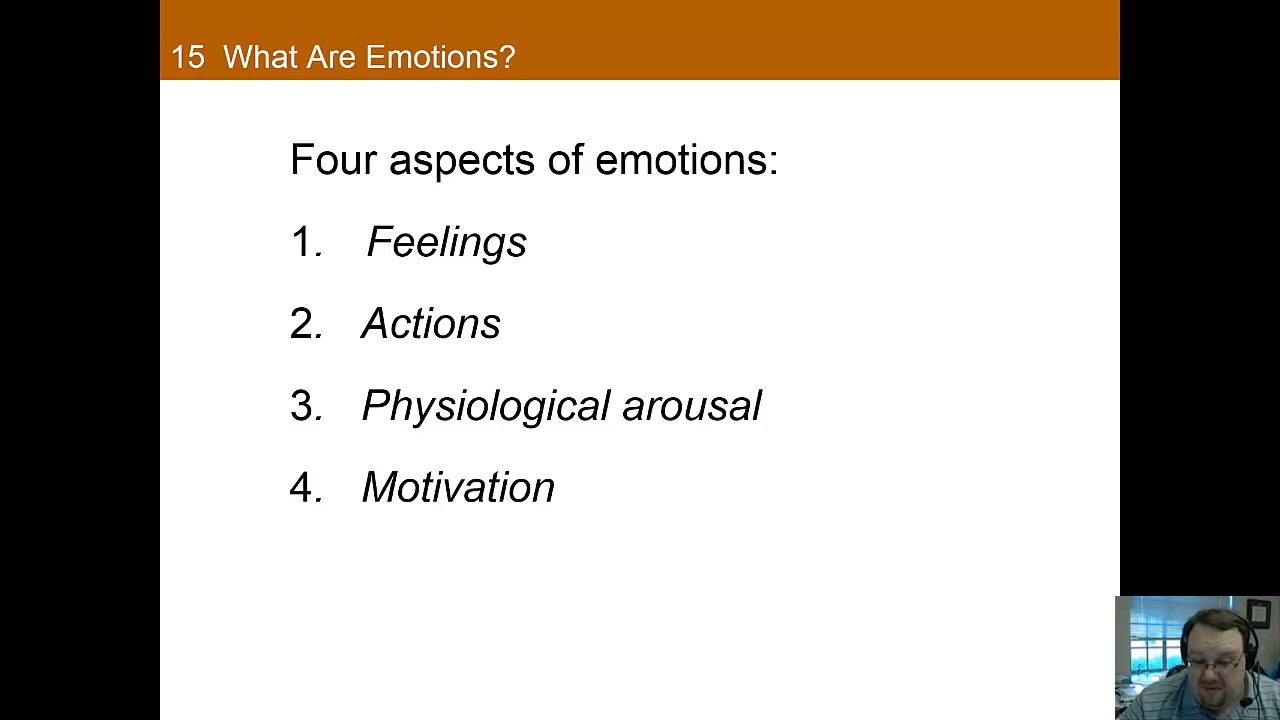 15 What Are Emotions?
Four aspects of emotions:
1. Feelings
2. Actions
3. Physiological arousal
4. Motivation